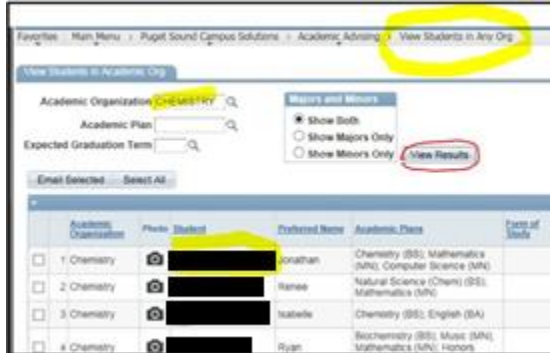 Favorites Main Menu > Puget Sound Campus Solutions > Academic Advising > View Students in Any Org
View Students in Academic Org
Academic Organization CHEMISTRY
Academic Plan
Expected Graduation Term
Majors and Minors
Show Both
Show Majors Only
Show Minors Only
View Results
Email Selected Select All
Academic Organization Photo Student Preferred Name Academic Plans Form of Study
1 Chemistry Jonathan Chemistry (BS); Mathematics (MN); Computer Science (MN)
2 Chemistry Renee Natural Science (Chem) (BS); Mathematics (MN)
3 Chemistry Isabelle Chemistry (BS); English (BA)
4 Chemistry Ryan Biochemistry (BS); Music (MN); Mathematics (MN); Honors